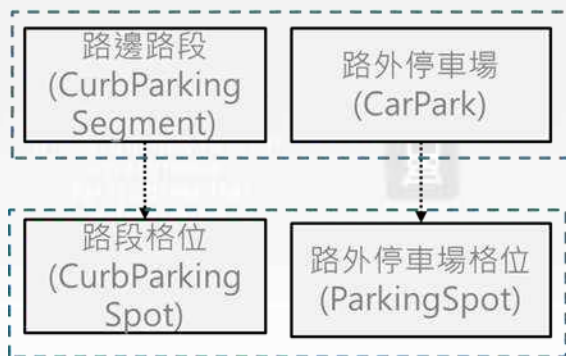 路邊路段
(CurbParking
Segment)
路外停車場
(CarPark)
路段格位
(CurbParking
Spot)
路外停車場格位
(ParkingSpot)